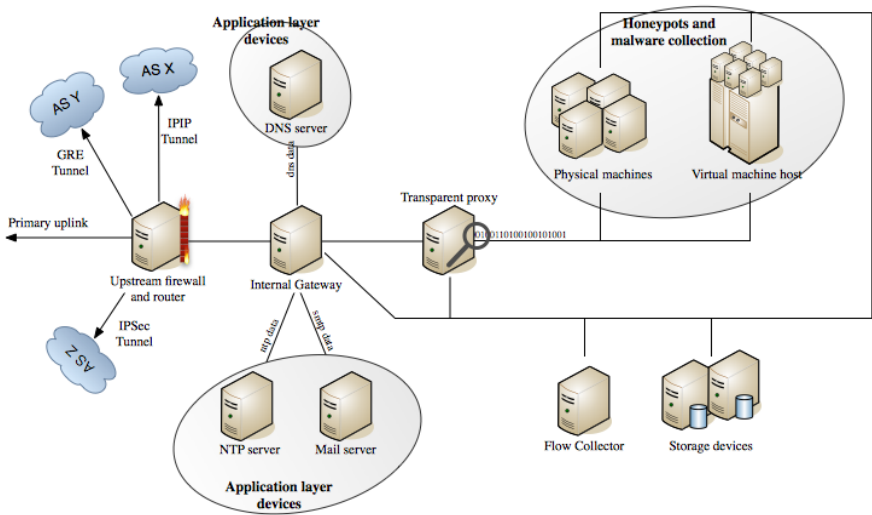 Application layer
devices
Honeypots and
malware collection
AS X
AS Y
IPIP
Tunnel
DNS server
GRE
Tunnel
dns data
Physical machines
Virtual machine host
Transparent proxy
Primary uplink
0100110100100101001
Upstream firewall
and router
Internal Gateway
IPSec
Tunnel
AS Z
ntp data
smtp data
NTP server
Mail server
Flow Collector
Storage devices
Application layer
devices